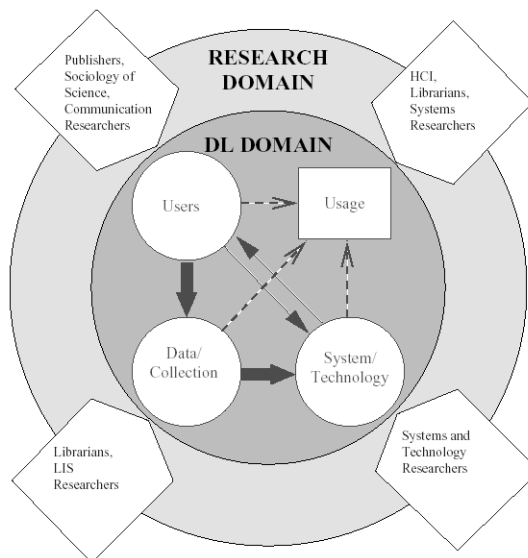 Publishers,
Sociology of
Science,
Communication
Researchers
RESEARCH
DOMAIN
HCI,
Librarians,
Systems
Researchers
DL DOMAIN
Users
Usage
Data/
Collection
System/
Technology
Librarians,
LIS
Researchers
Systems and
Technology
Researchers